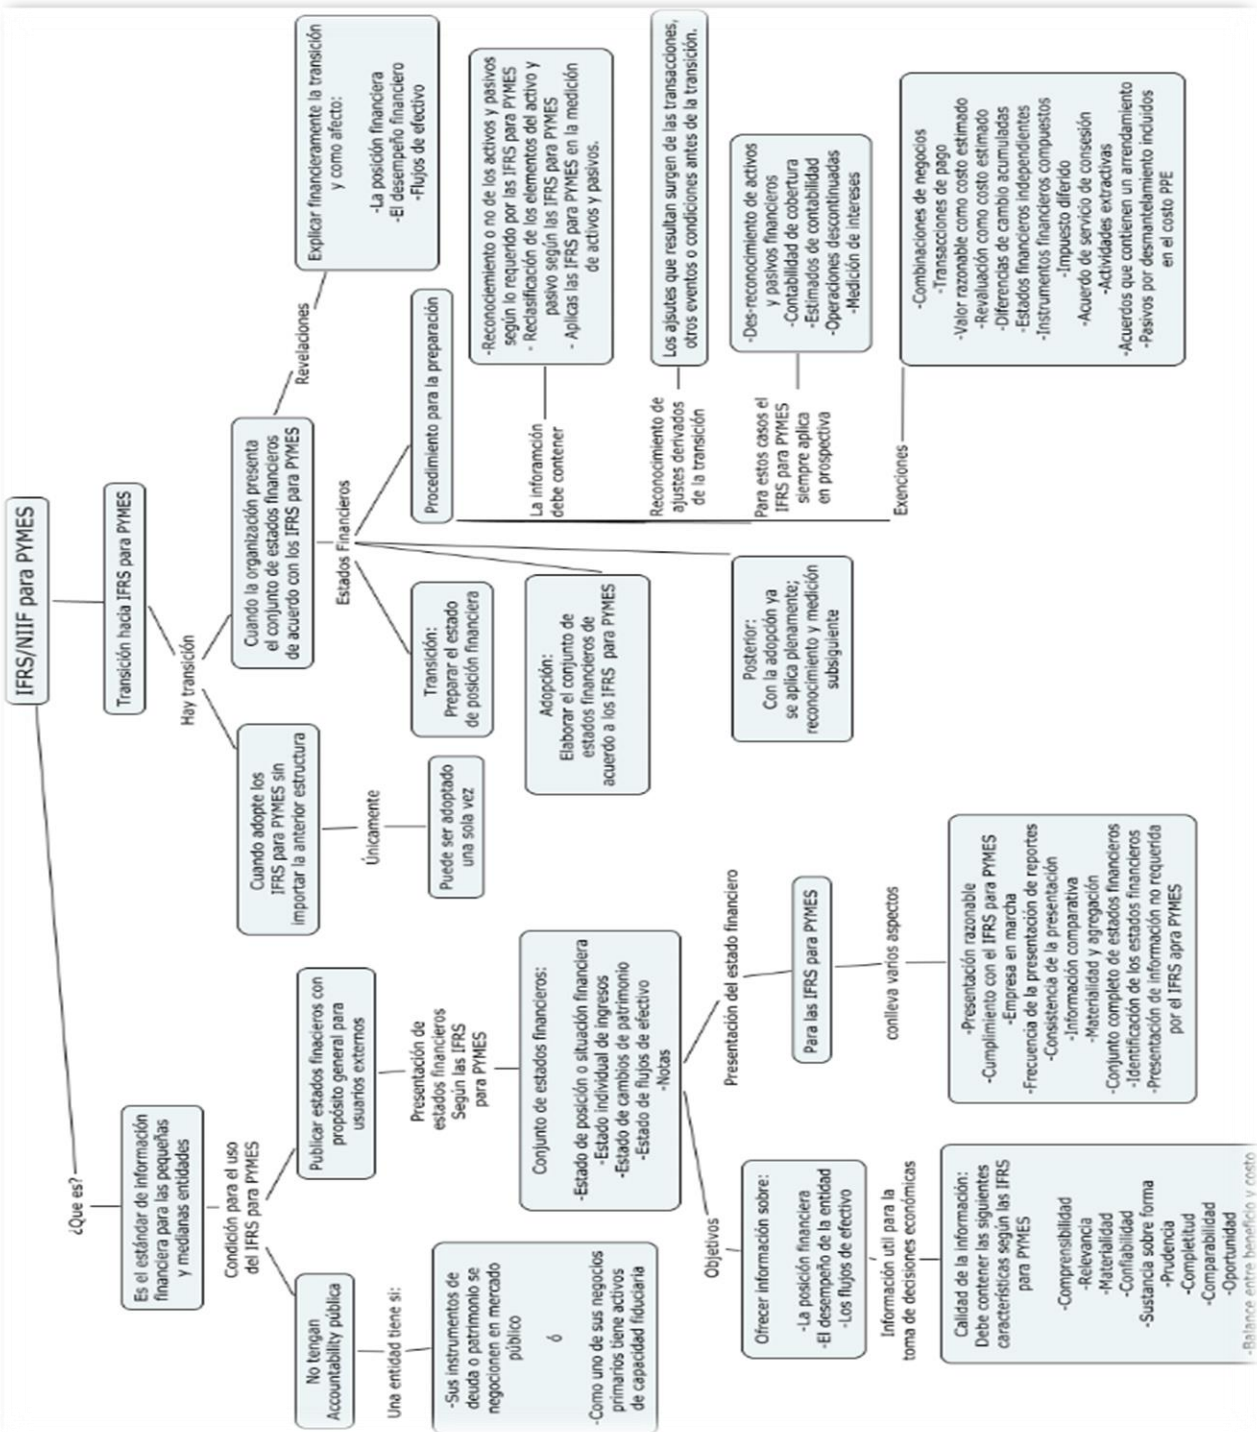 IFRS/NIIF para PYMES
¿Que es?
Es el estándar de información
financiera para las pequeñas
y medianas entidades
Condición para el uso
del IFRS para PYMES
No tengan
Accountability pública
Una entidad tiene si:
-Sus instrumentos de
deuda o patrimonio se
negocionen en mercado
público
ó
-Como uno de sus negocios
primarios tiene activos
de capacidad fiduciaria
Publicar estados finacieros con
propósito general para
usuarios externos
Presentación de
estados financieros
Según las IFRS
para PYMES
Conjunto de estados financieros:
-Estado de posición o situación financiera
-Estado individual de ingresos
-Estado de cambios de patrimonio
-Estado de flujos de efectivo
-Notas
Objetivos
Ofrecer información sobre:
-La posición financiera
-El desempeño de la entidad
-Los flujos de efectivo
Información util para la
toma de decisiones económicas
Calidad de la información:
Debe contener las siguientes
características según las IFRS
para PYMES
-Comprensibilidad
-Relevancia
-Materialidad
-Confiabilidad
-Sustancia sobre forma
-Prudencia
-Completitud
-Comparabilidad
-Oportunidad
-Balance entre beneficio y costo
Presentación del estado financiero
Para las IFRS para PYMES
conlleva varios aspectos
-Presentación razonable
-Cumplimiento con el IFRS para PYMES
-Empresa en marcha
-Frecuencia de la presentación de reportes
-Consistencia de la presentación
-Información comparativa
-Materialidad y agregación
-Conjunto completo de estados financieros
-Identificación de los estados financieros
-Presentación de información no requerida
por el IFRS apra PYMES
Transición hacia IFRS para PYMES
Hay transición
Cuando adopte los
IFRS para PYMES sin
importar la anterior estructura
Únicamente
Puede ser adoptado
una sola vez
Cuando la organización presenta
el conjunto de estados financieros
de acuerdo con los IFRS para PYMES
Revelaciones
Explicar financieramente la transición
y como afecto:
-La posición financiera
-El desempeño financiero
-Flujos de efectivo
Estados Financieros
Transición:
Preparar el estado
de posición financiera
Adopción:
Elaborar el conjunto de
estados financieros de
acuerdo a los IFRS para PYMES
Posterior:
Con la adopción ya
se aplica plenamente;
reconocimiento y medición
subsiguiente
Procedimiento para la preparación
La inforamción
debe contener
-Reconociemiento o no de los activos y pasivos
según lo requerido por las IFRS para PYMES
- Reclasificación de los elementos del activo y
pasivo según las IFRS para PYMES
- Aplicas las IFRS para PYMES en la medición
de activos y pasivos.
Reconocimiento de
ajustes derivados
de la transición
Los ajsutes que resultan surgen de las transacciones,
otros eventos o condiciones antes de la transición.
Para estos casos el
IFRS para PYMES
siempre aplica
en prospectiva
-Des-reconocimiento de activos
y pasivos financieros
-Contabilidad de cobertura
-Estimados de contabilidad
-Operaciones descontinuadas
-Medición de intereses
Exenciones
-Combinaciones de negocios
-Transacciones de pago
-Valor razonable como costo estimado
-Revaluación como costo estimado
-Diferencias de cambio acumuladas
-Estados financieros independientes
-Instrumentos financieros compuestos
-Impuesto diferido
-Acuerdo de servicio de consesión
-Actividades extractivas
-Acuerdos que contienen un arrendamiento
-Pasivos por desmantelamiento incluidos
en el costo PPE